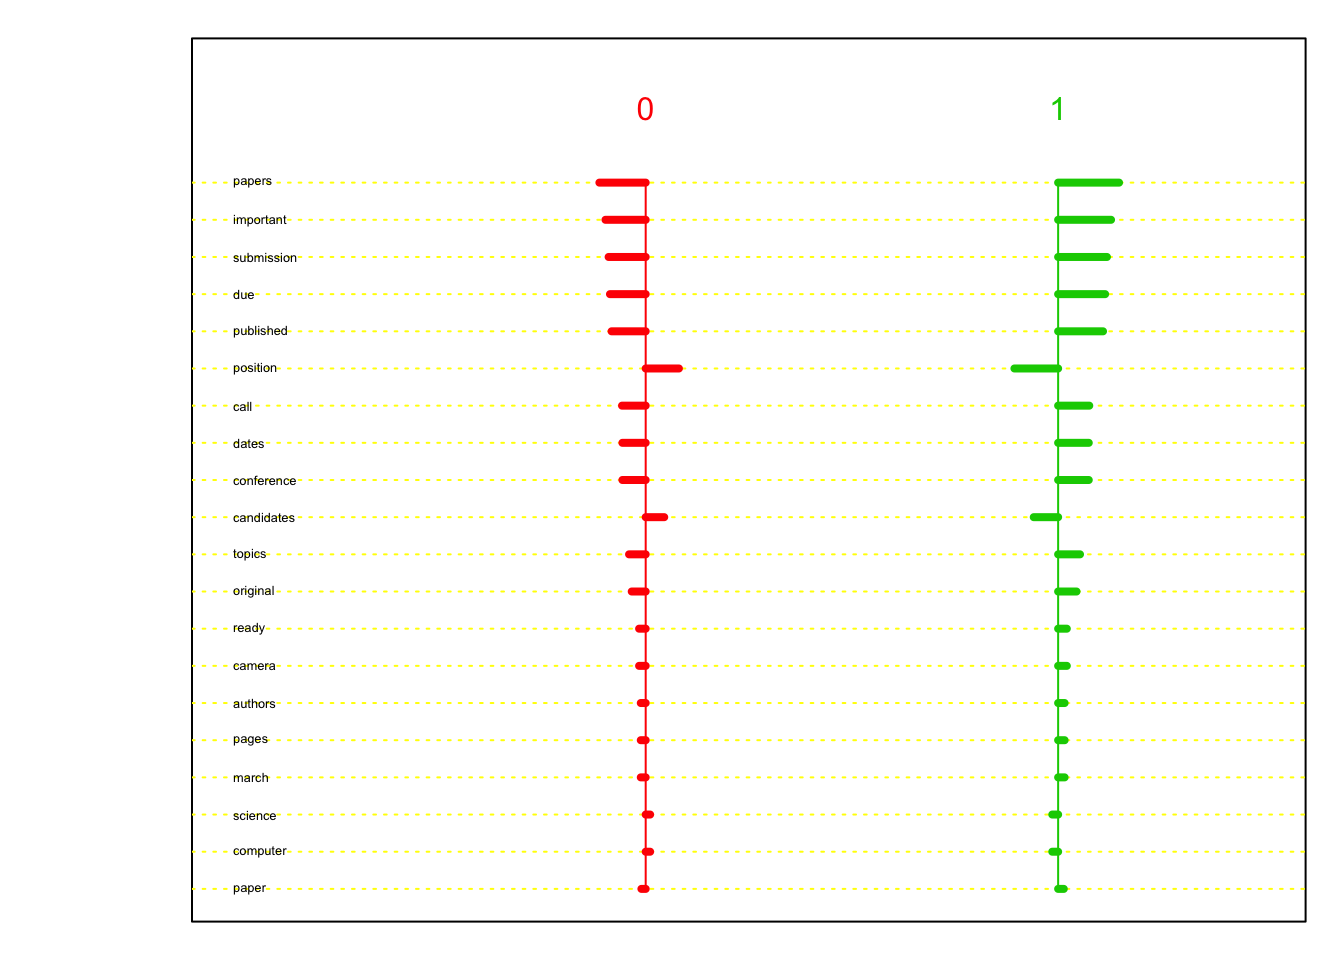 0 1
papers
important
submission
due
published
position
call
dates
conference
candidates
topics
original
ready
camera
authors
pages
march
science
computer
paper